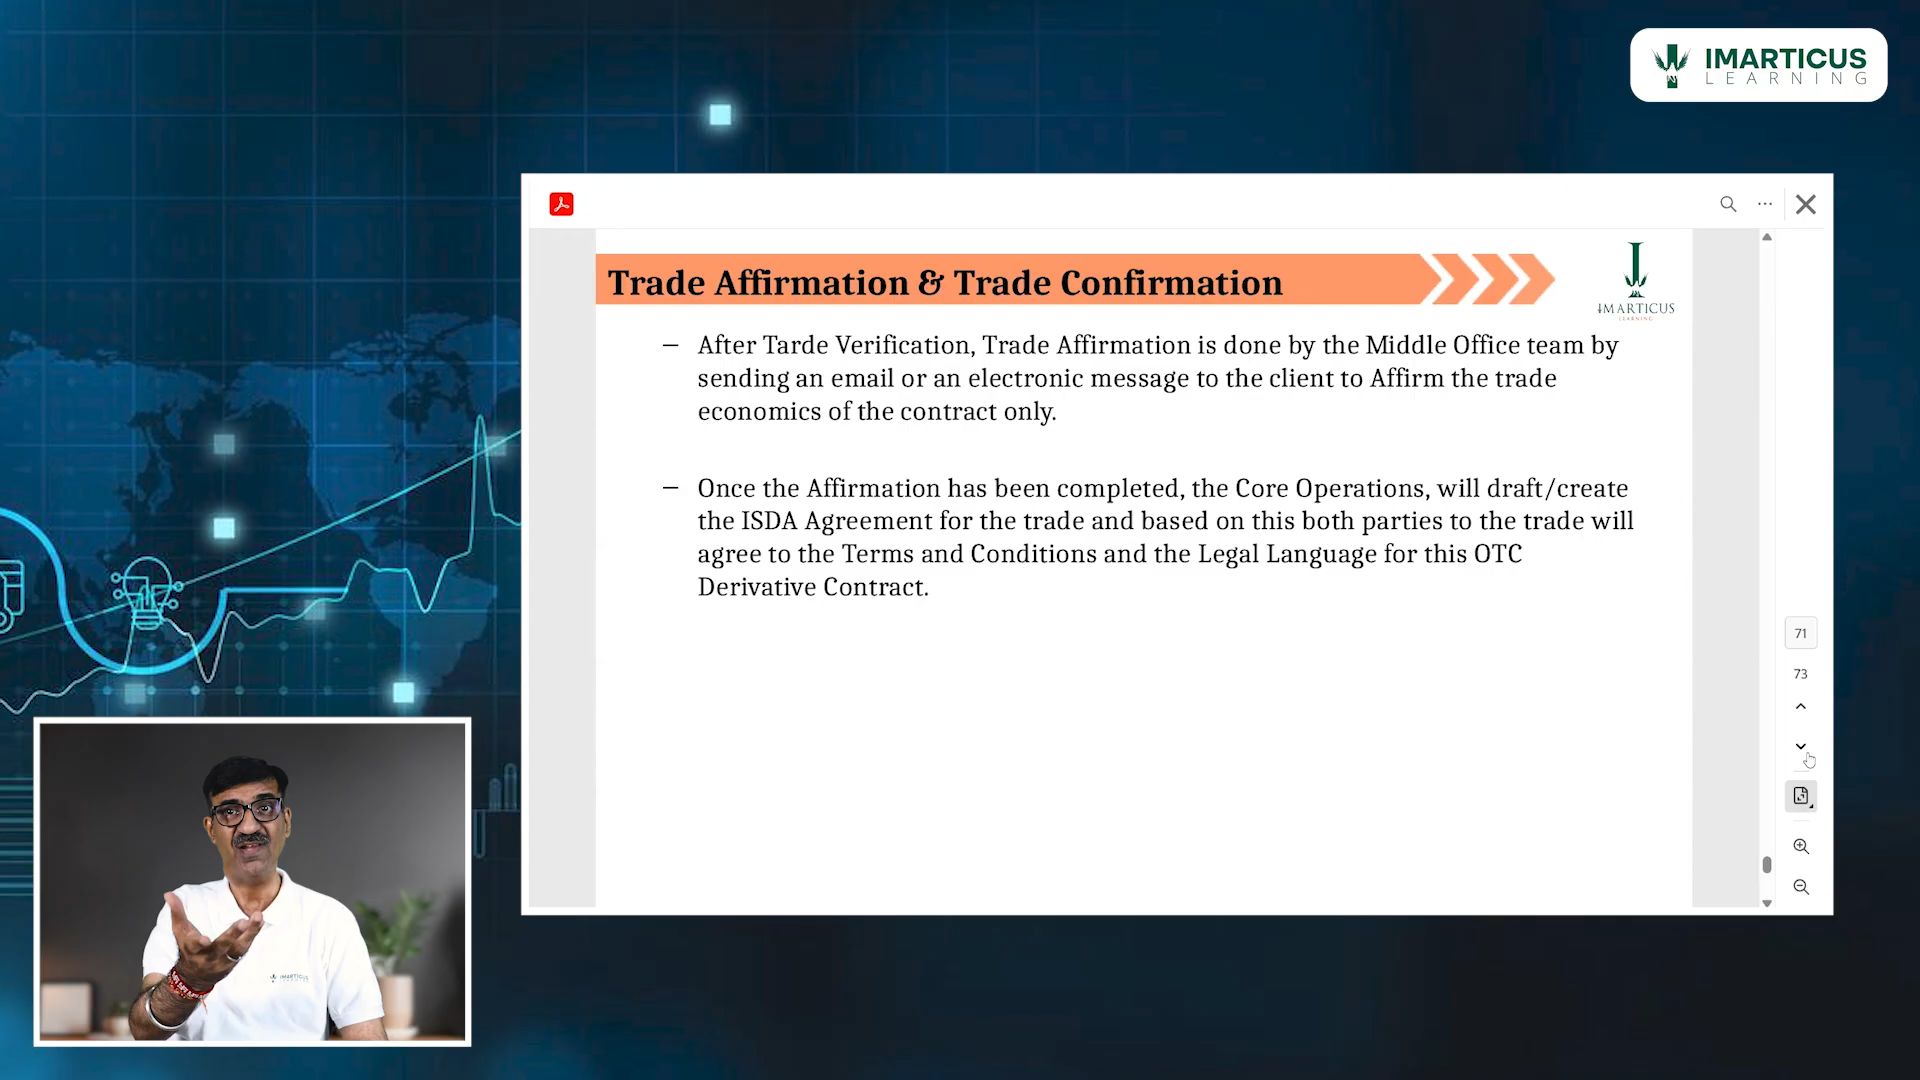 IMARTICUS
LEARNING
Trade Affirmation & Trade Confirmation
IMARTICUS
LEARNING
– After Tarde Verification, Trade Affirmation is done by the Middle Office team by
sending an email or an electronic message to the client to Affirm the trade
economics of the contract only.
– Once the Affirmation has been completed, the Core Operations, will draft/create
the ISDA Agreement for the trade and based on this both parties to the trade will
agree to the Terms and Conditions and the Legal Language for this OTC
Derivative Contract.
71
73
IMARTICUS